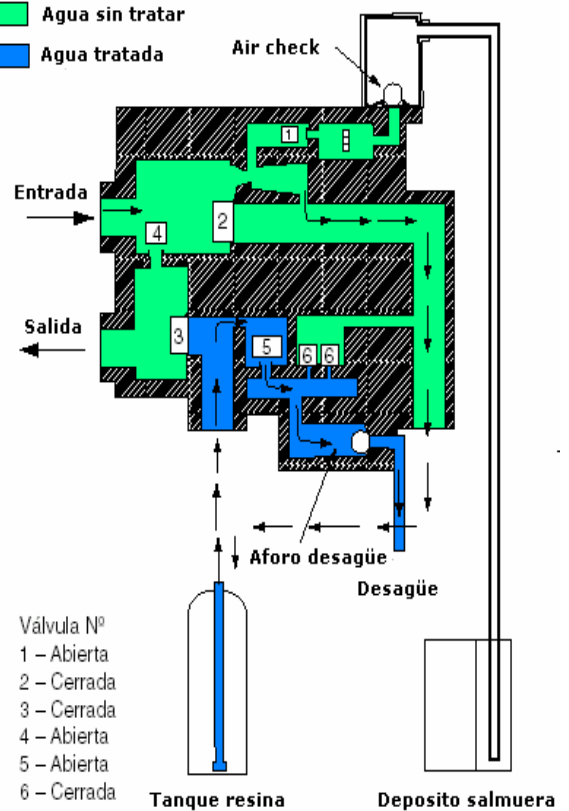 Agua sin tratar
Agua tratada
Air check
1
Entrada
2
4
Salida
3
5
6 6
Aforo desagüe
Desagüe
Válvula Nº
1 – Abierta
2 – Cerrada
3 – Cerrada
4 – Abierta
5 – Abierta
6 – Cerrada
Tanque resina
Deposito salmuera